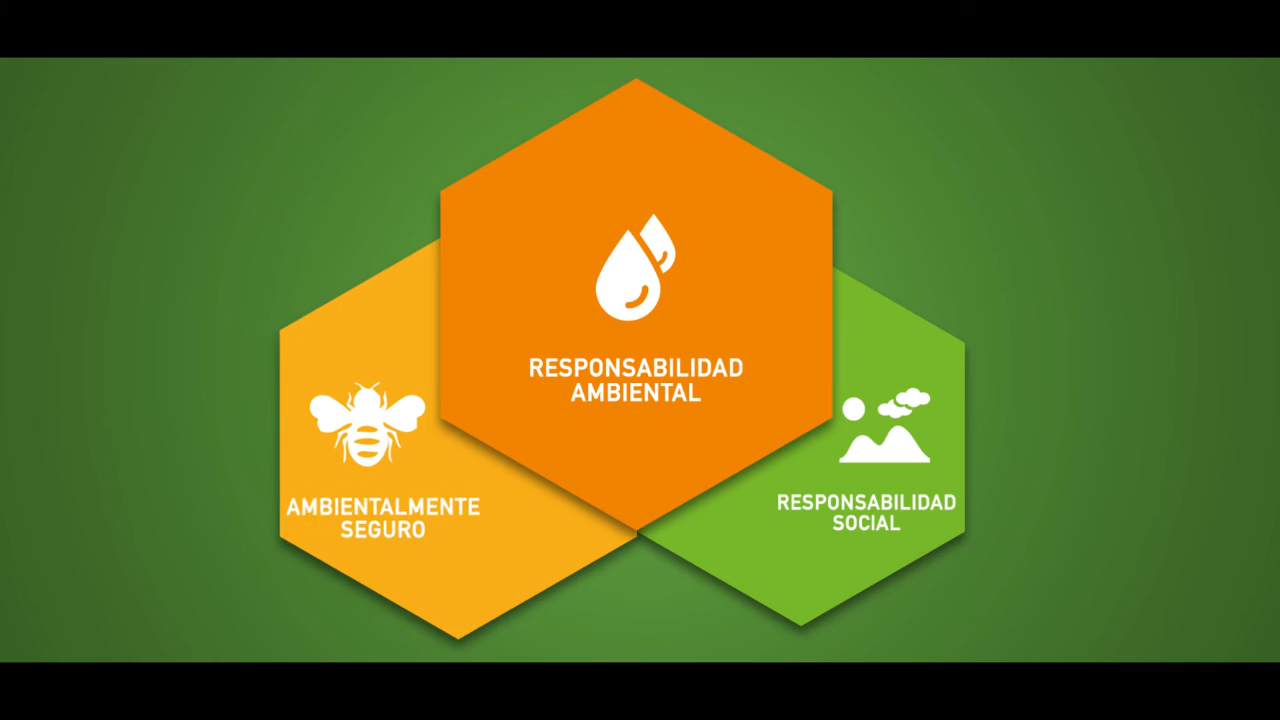 RESPONSABILIDAD
AMBIENTAL
AMBIENTALMENTE
SEGURO
RESPONSABILIDAD
SOCIAL